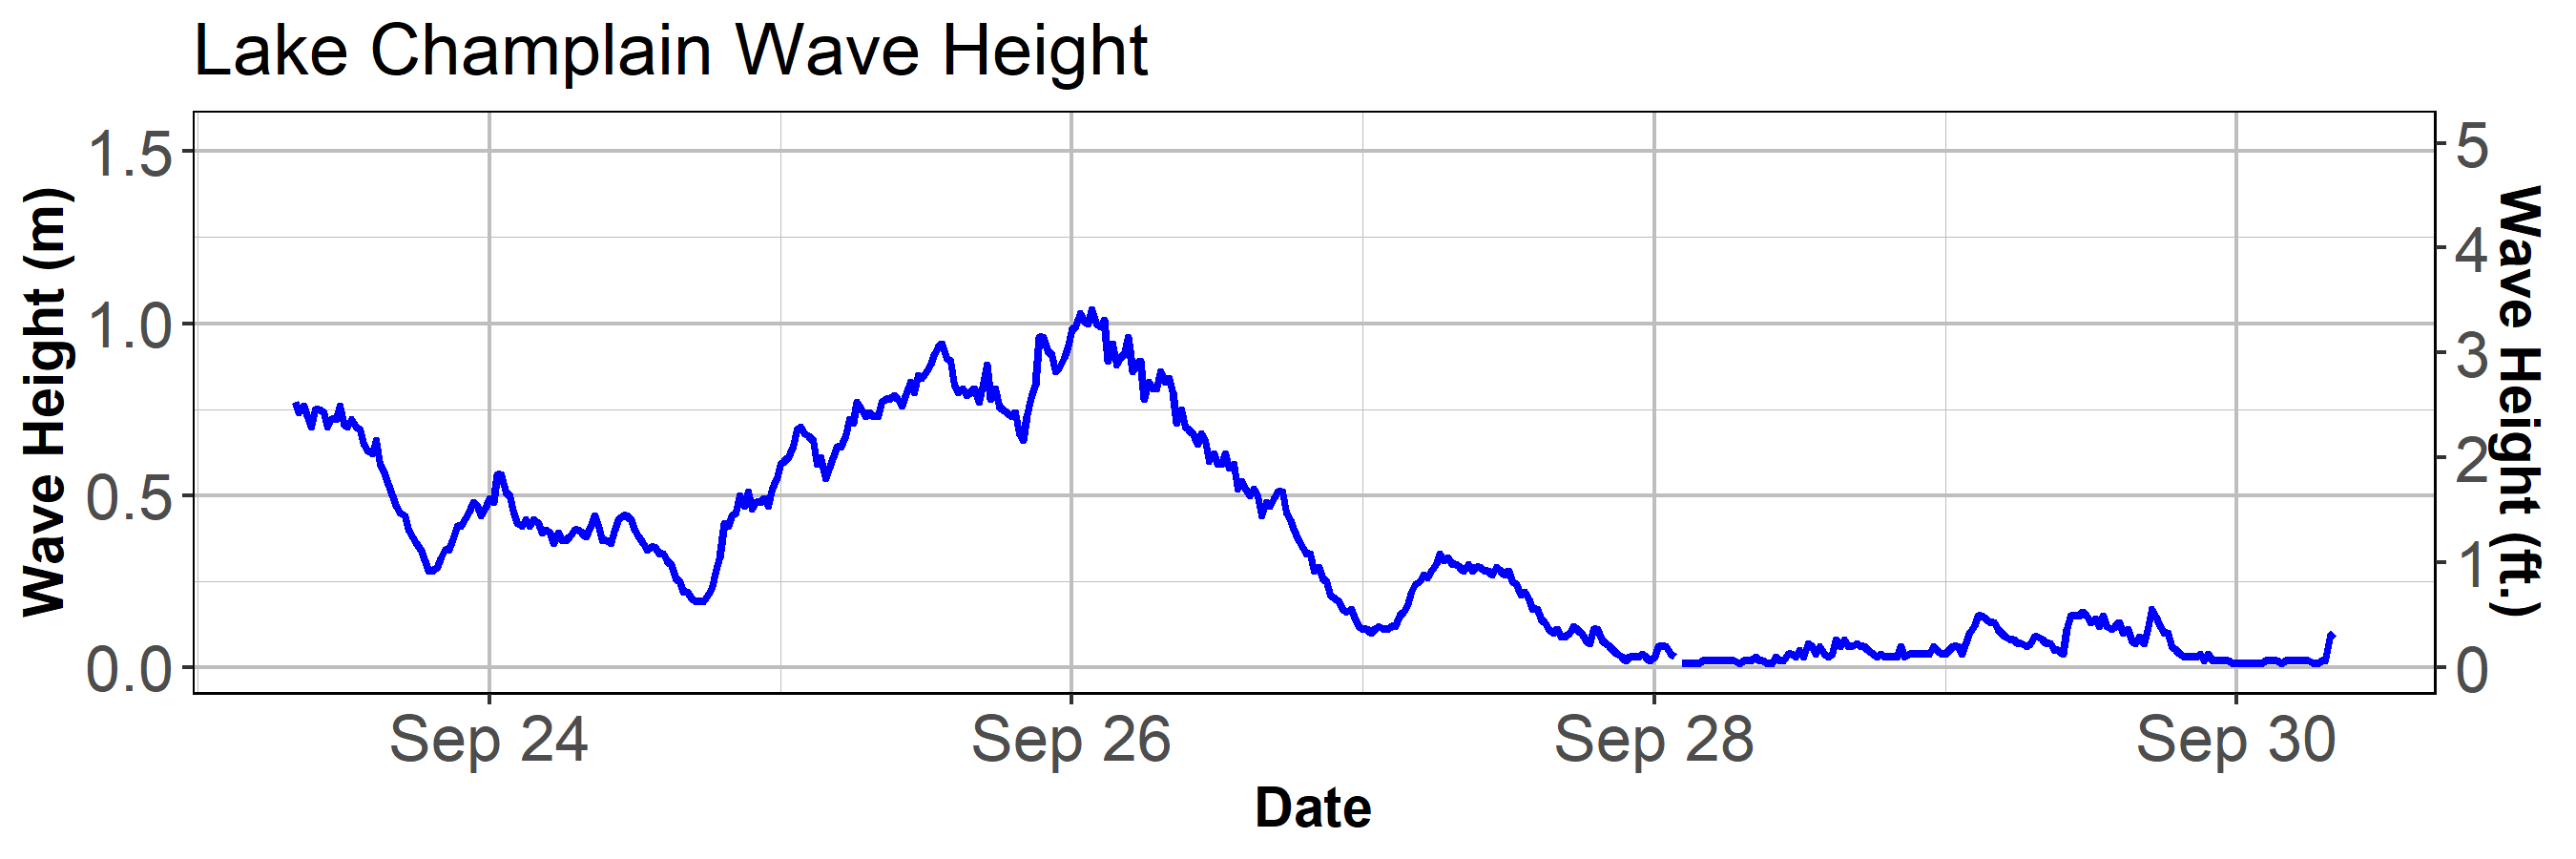 Lake Champlain Wave Height
Wave Height (m)
1.5
1.0
0.5
0.0
5
4
3
2
1
0
Wave Height (ft.)
Sep 24 Sep 26 Sep 28 Sep 30
Date